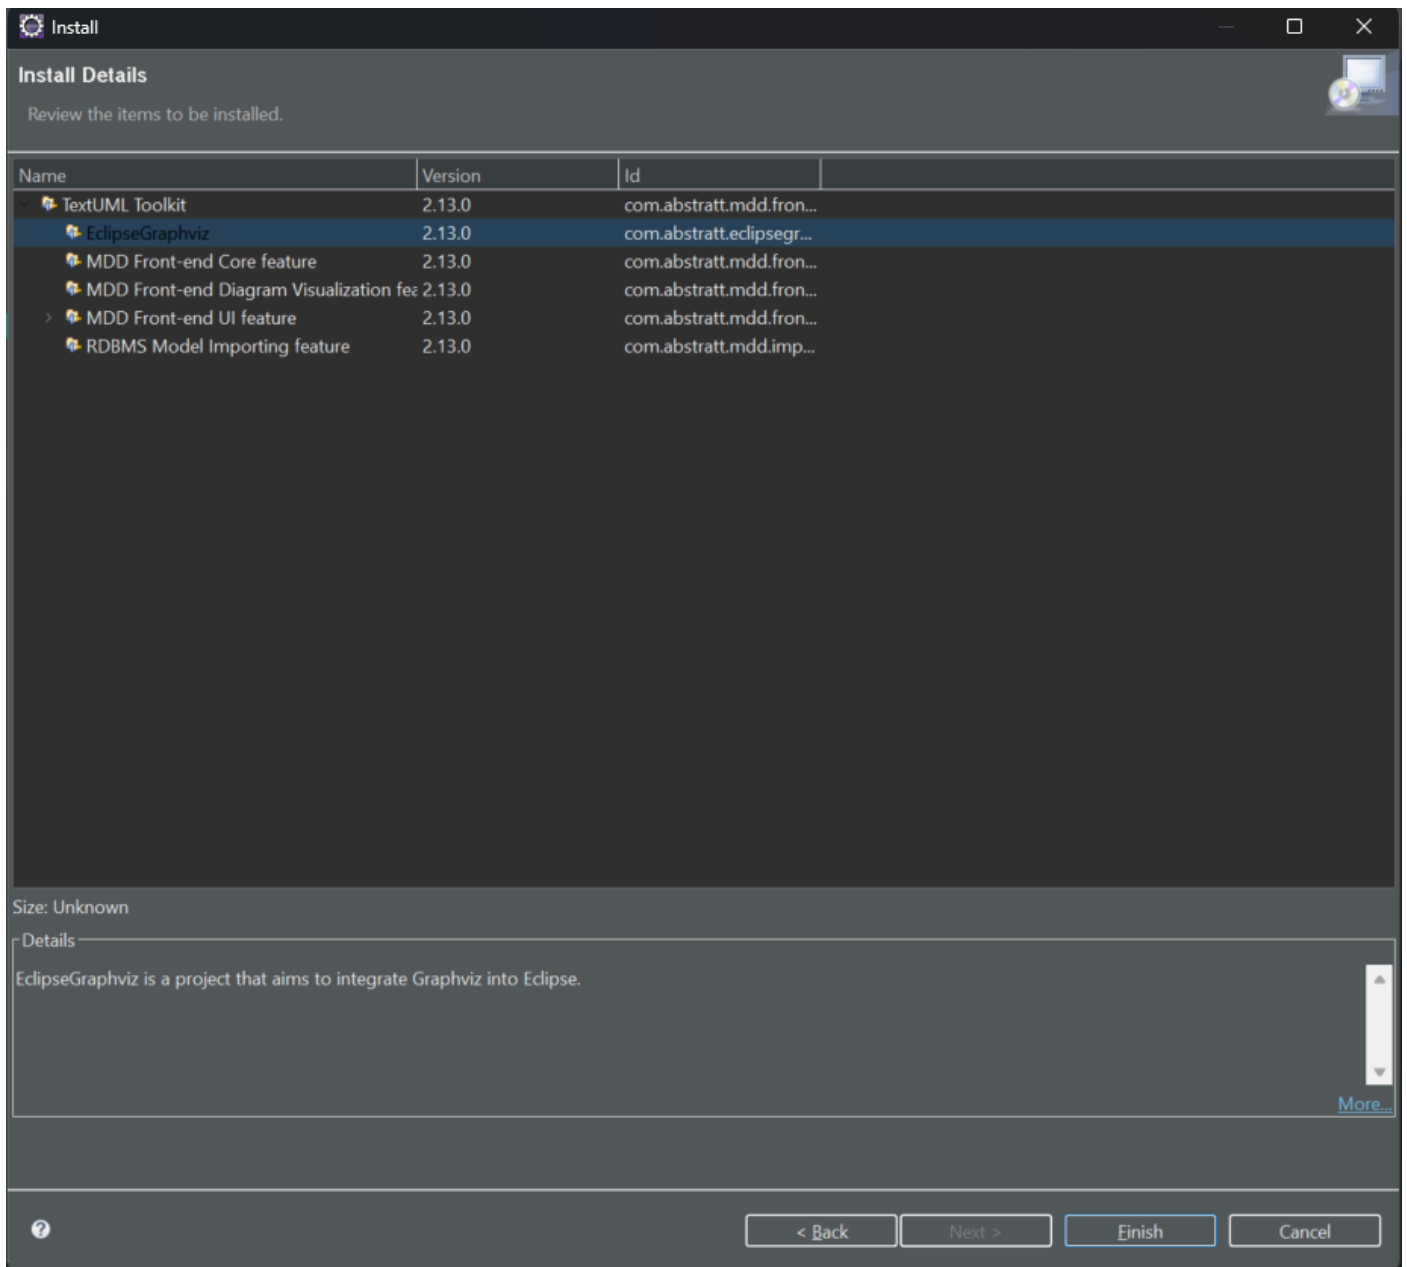 Install
Install Details
Review the items to be installed.
Name Version Id
TextUML Toolkit 2.13.0 com.abstratt.mdd.fron...
EclipseGraphviz 2.13.0 com.abstratt.eclipsegr...
MDD Front-end Core feature 2.13.0 com.abstratt.mdd.fron...
MDD Front-end Diagram Visualization fea 2.13.0 com.abstratt.mdd.fron...
MDD Front-end UI feature 2.13.0 com.abstratt.mdd.fron...
RDBMS Model Importing feature 2.13.0 com.abstratt.mdd.imp...
Size: Unknown
Details
EclipseGraphviz is a project that aims to integrate Graphviz into Eclipse.
More...
? < Back Next > Finish Cancel